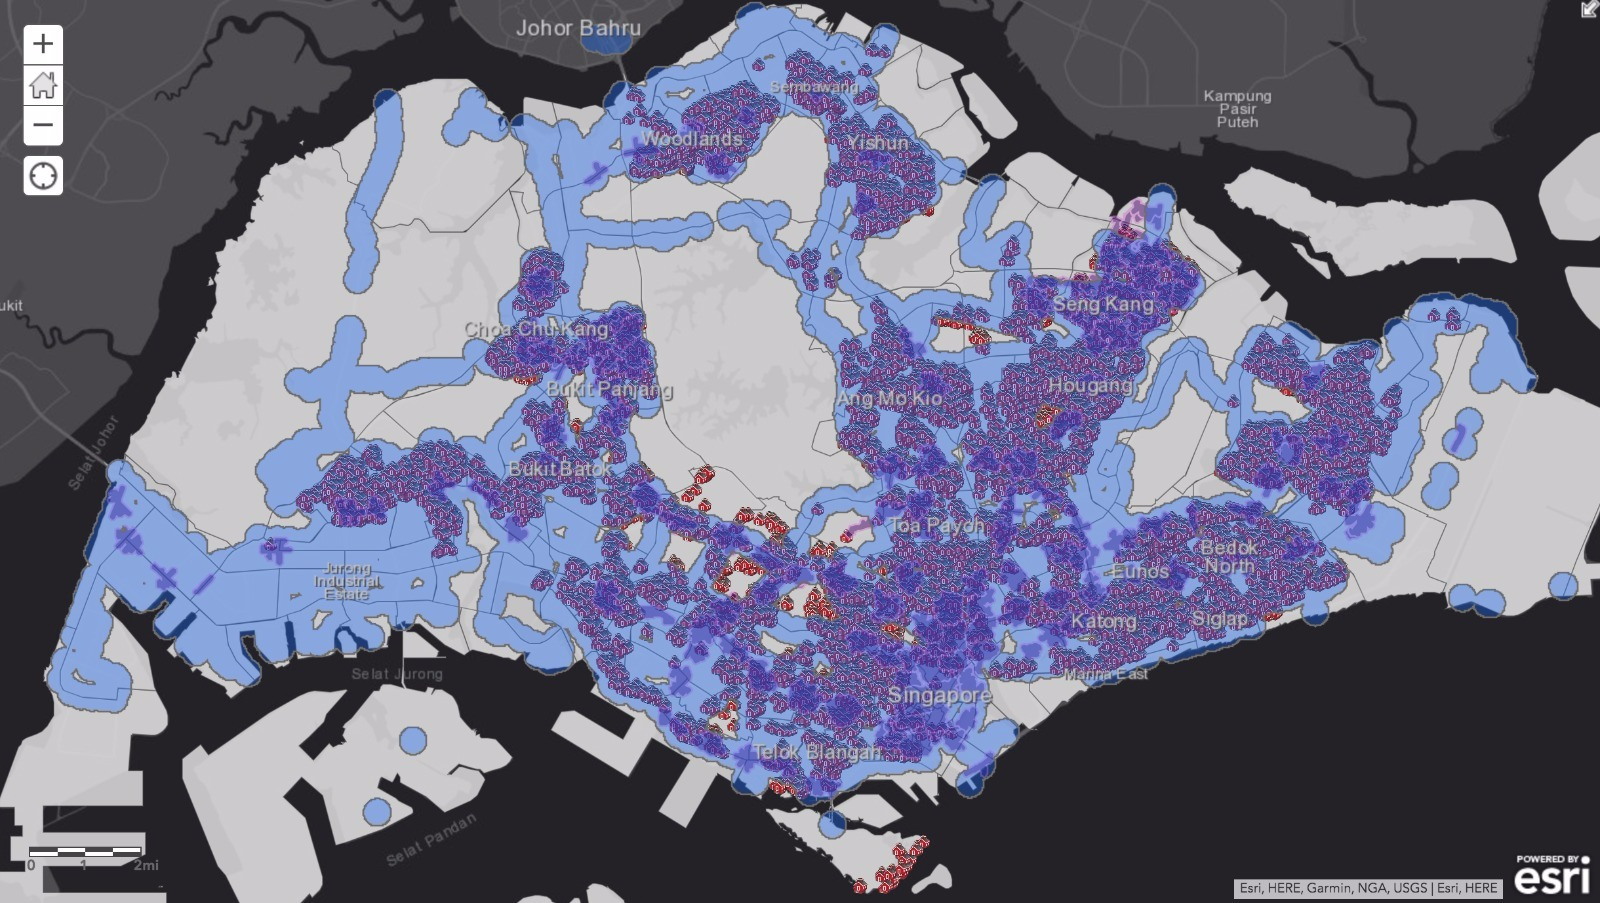 Johor Bahru
Kampung
Pasir
Puteh
Sembawang
Woodlands
Yishun
ukit
Seng Kang
Choa Chu Kang
Bukit Panjang
Hougang
Ang Mo Kio
Selat Johor
Bukit Batok
Toa Payoh
Bedok
North
Eunos
Jurong
Industrial
Estate
Katong
Siglap
Selat Jurong
Marina East
Singapore
Telok Blangah
Selat Pandan
0 1 2mi
POWERED BY
esri
Esri, HERE, Garmin, NGA, USGS | Esri, HERE